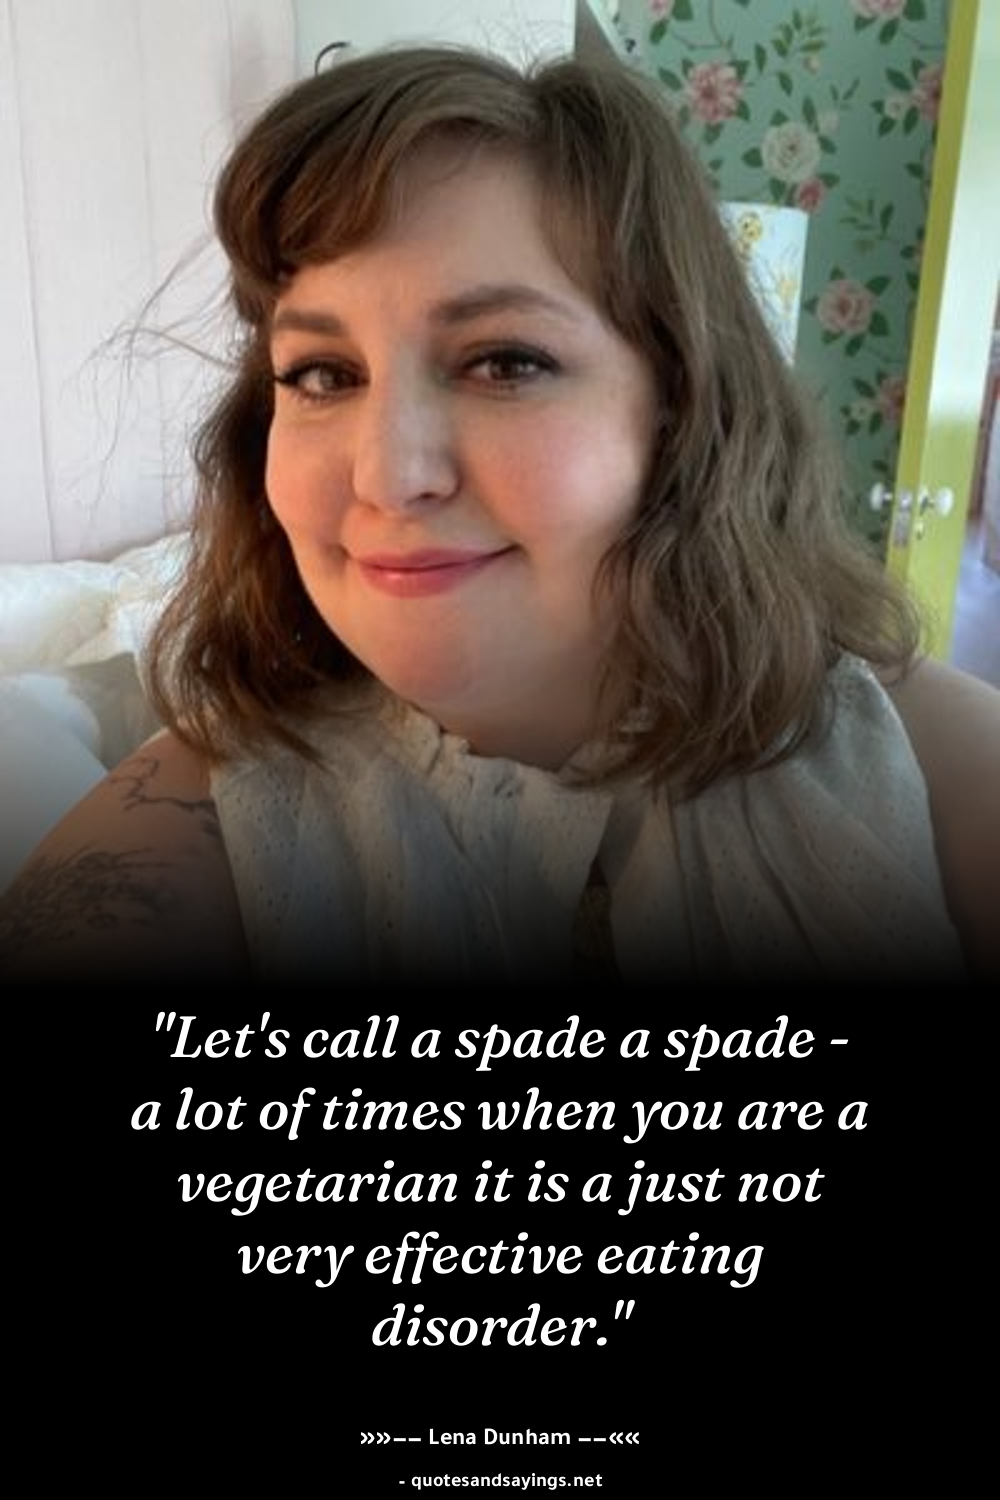 "Let's call a spade a spade -
a lot of times when you are a
vegetarian it is a just not
very effective eating
disorder."
»»–– Lena Dunham ––««
- quotesandsayings.net